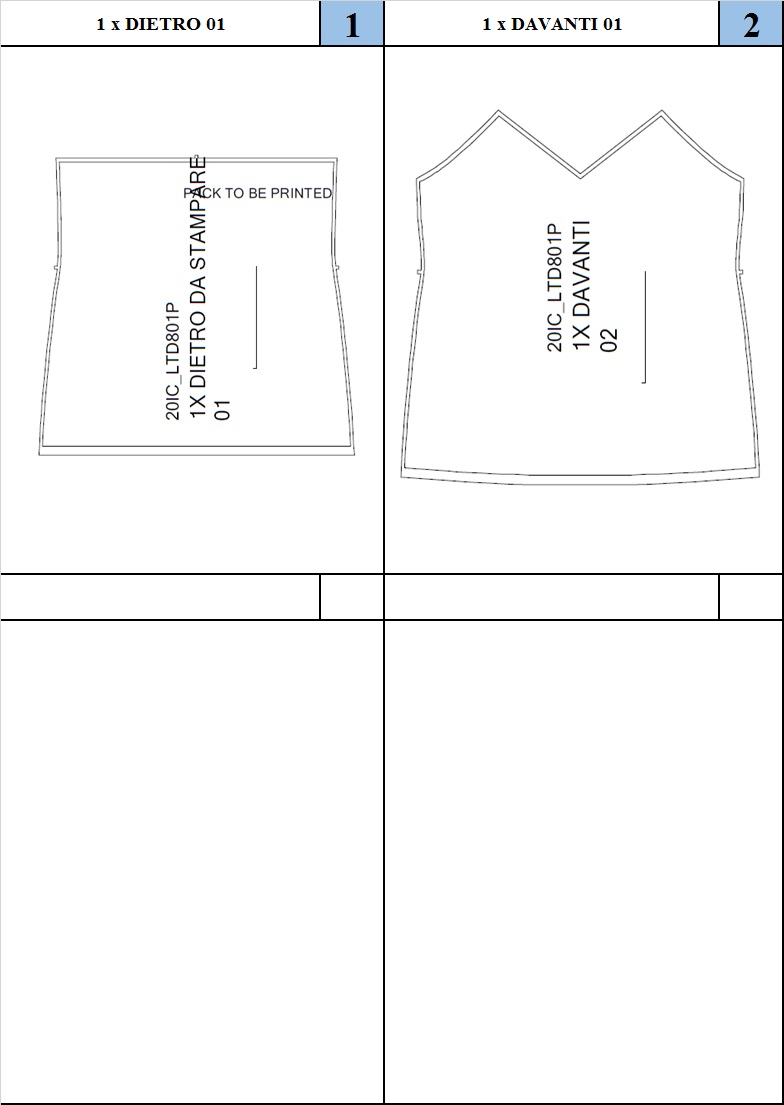 1 x DIETRO 01
1
1 x DAVANTI 01
2
PACK TO BE PRINTED
20IC_LTD801P
1X DIETRO DA STAMPARE
01
20IC_LTD801P
1X DAVANTI
02